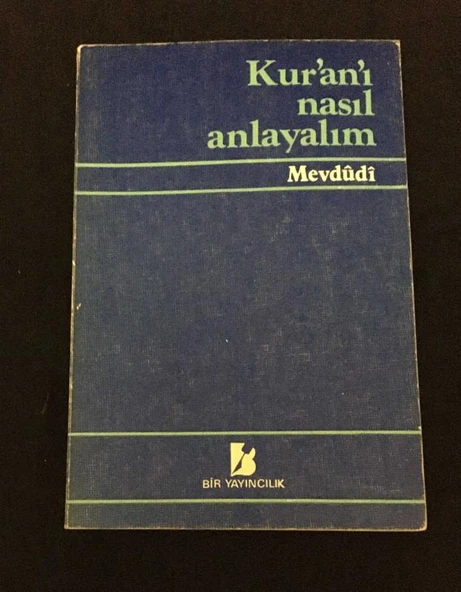 Kur'an'ı
nasıl
anlayalım
Mevdûdî
BİR YAYINCILIK